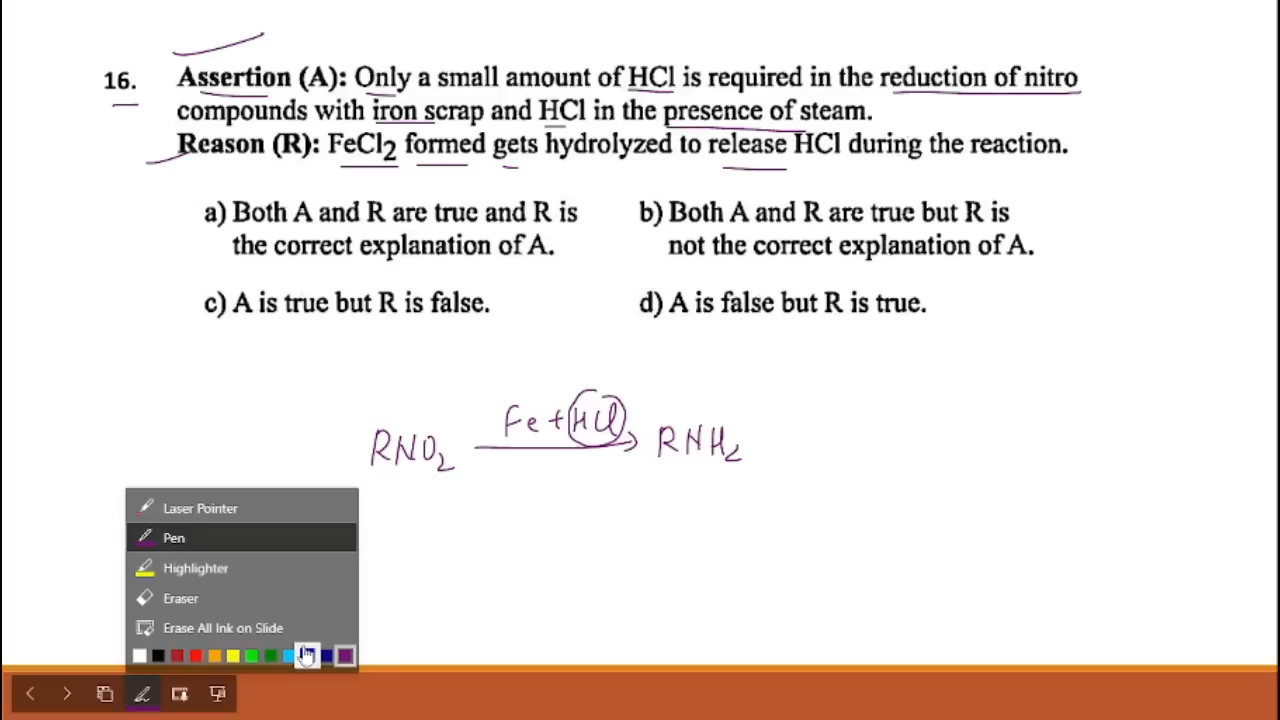 16. Assertion (A): Only a small amount of HCl is required in the reduction of nitro
compounds with iron scrap and HCl in the presence of steam.
Reason (R): FeCl2 formed gets hydrolyzed to release HCl during the reaction.
a) Both A and R are true and R is
the correct explanation of A.
b) Both A and R are true but R is
not the correct explanation of A.
c) A is true but R is false.
d) A is false but R is true.
Fe+HCl
RNO2 → RNH2
Laser Pointer
Pen
Highlighter
Eraser
Erase All Ink on Slide